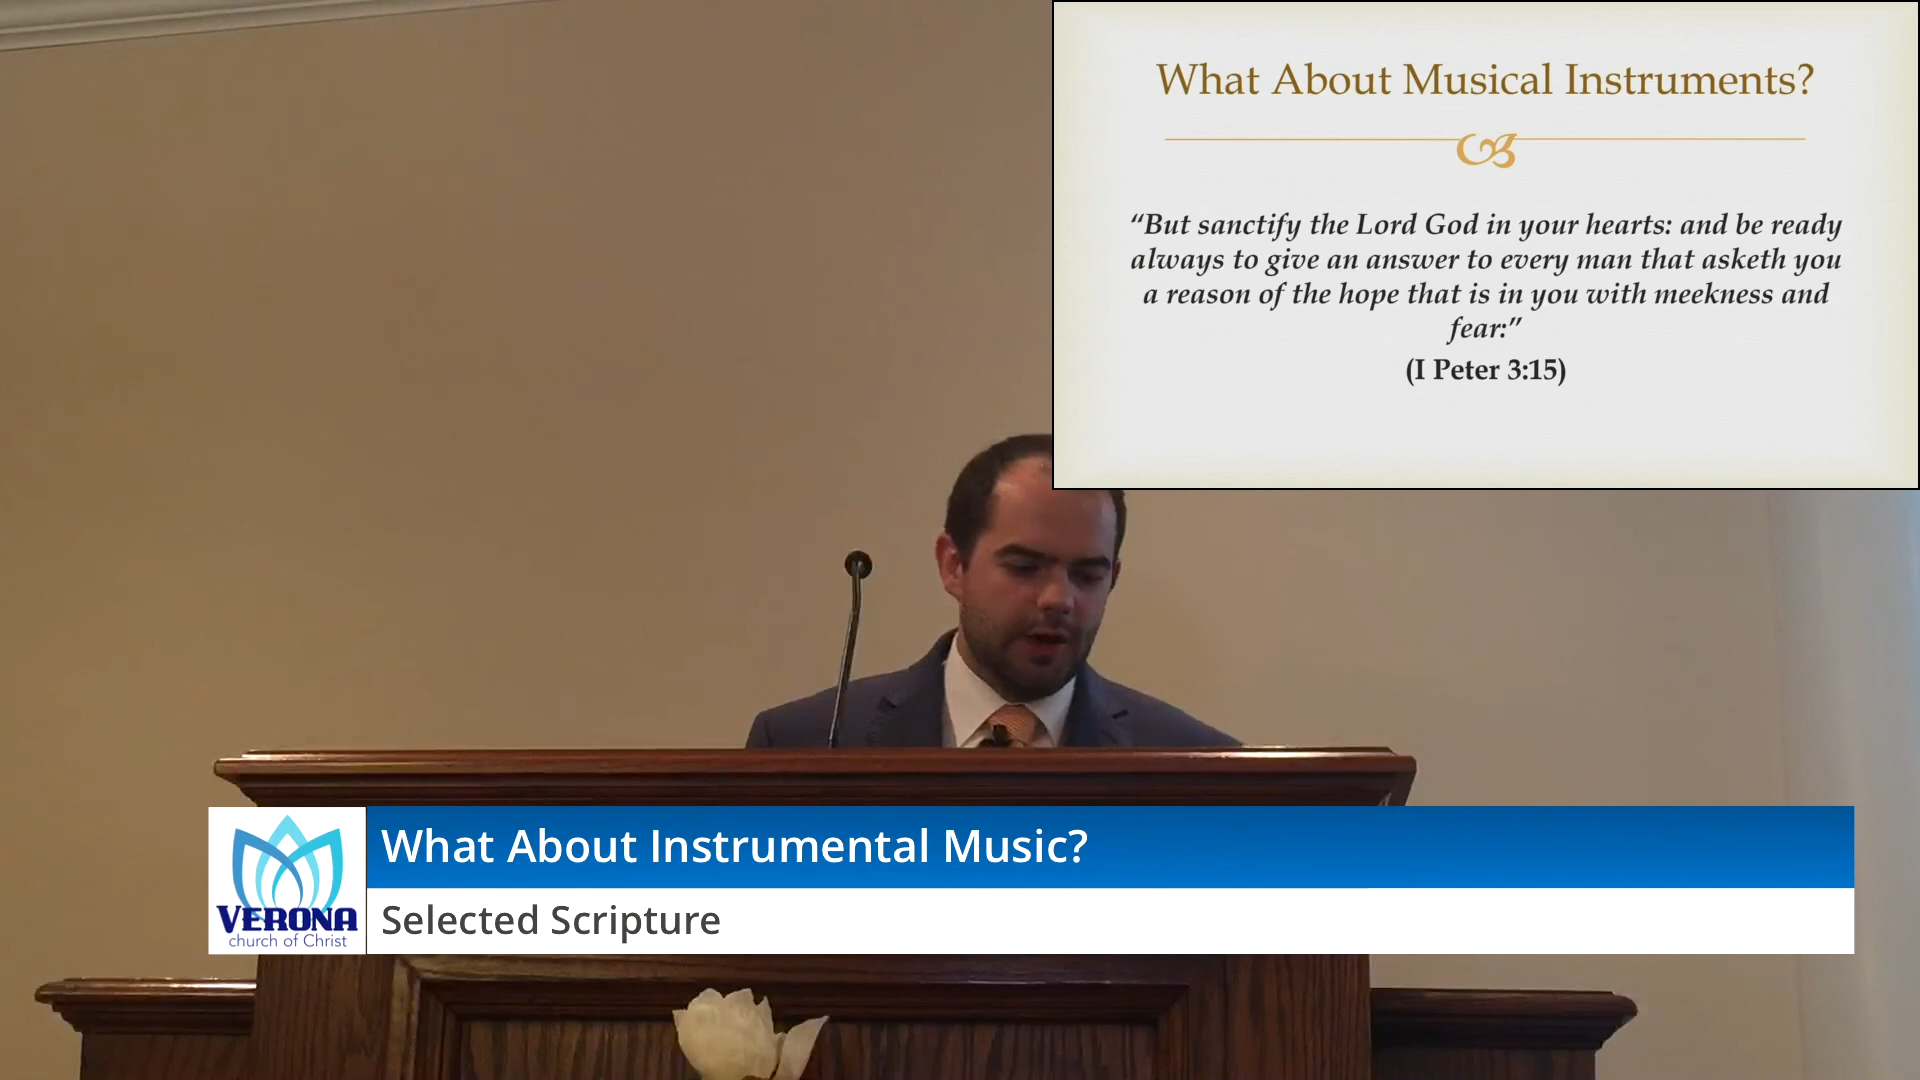 What About Musical Instruments?
“But sanctify the Lord God in your hearts: and be ready
always to give an answer to every man that asketh you
a reason of the hope that is in you with meekness and
fear:”
(I Peter 3:15)
What About Instrumental Music?
Selected Scripture
VERONA
church of Christ